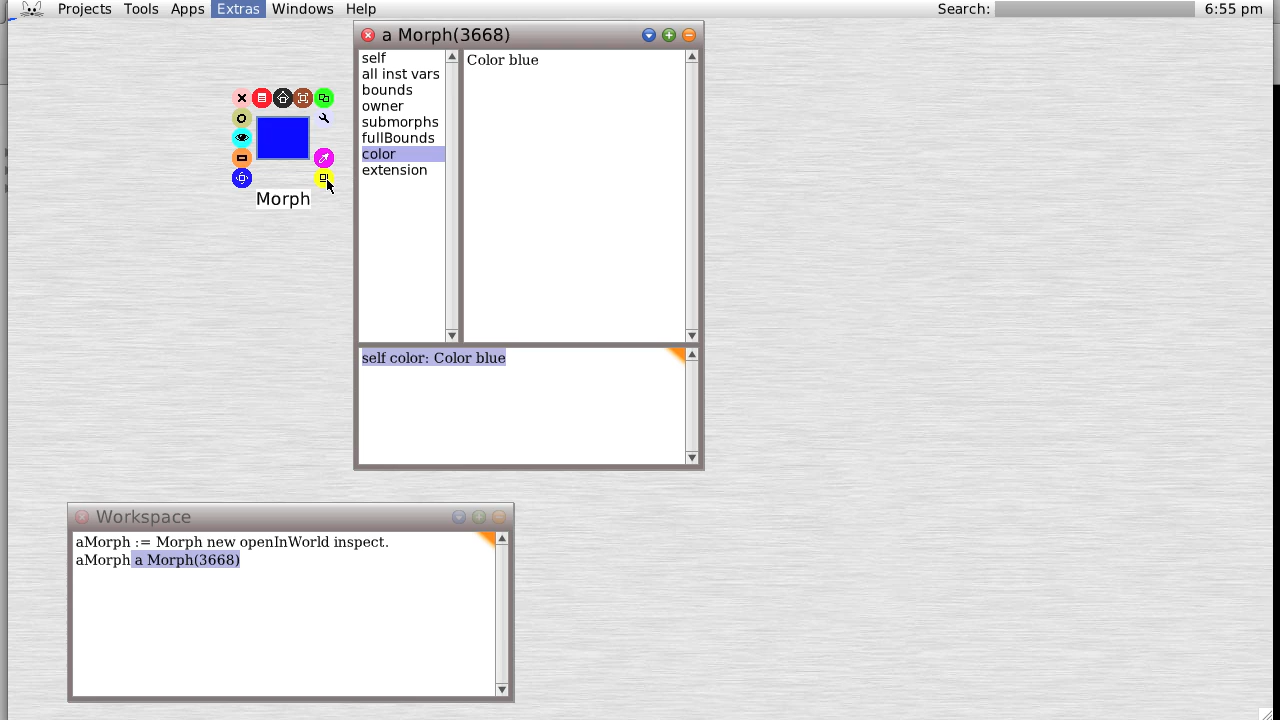 Projects Tools Apps Extras Windows Help Search: 6:55 pm
a Morph(3668)
self
all inst vars
bounds
owner
submorphs
fullBounds
color
extension
Color blue
self color: Color blue
Morph
Workspace
aMorph := Morph new openInWorld inspect.
aMorph a Morph(3668)